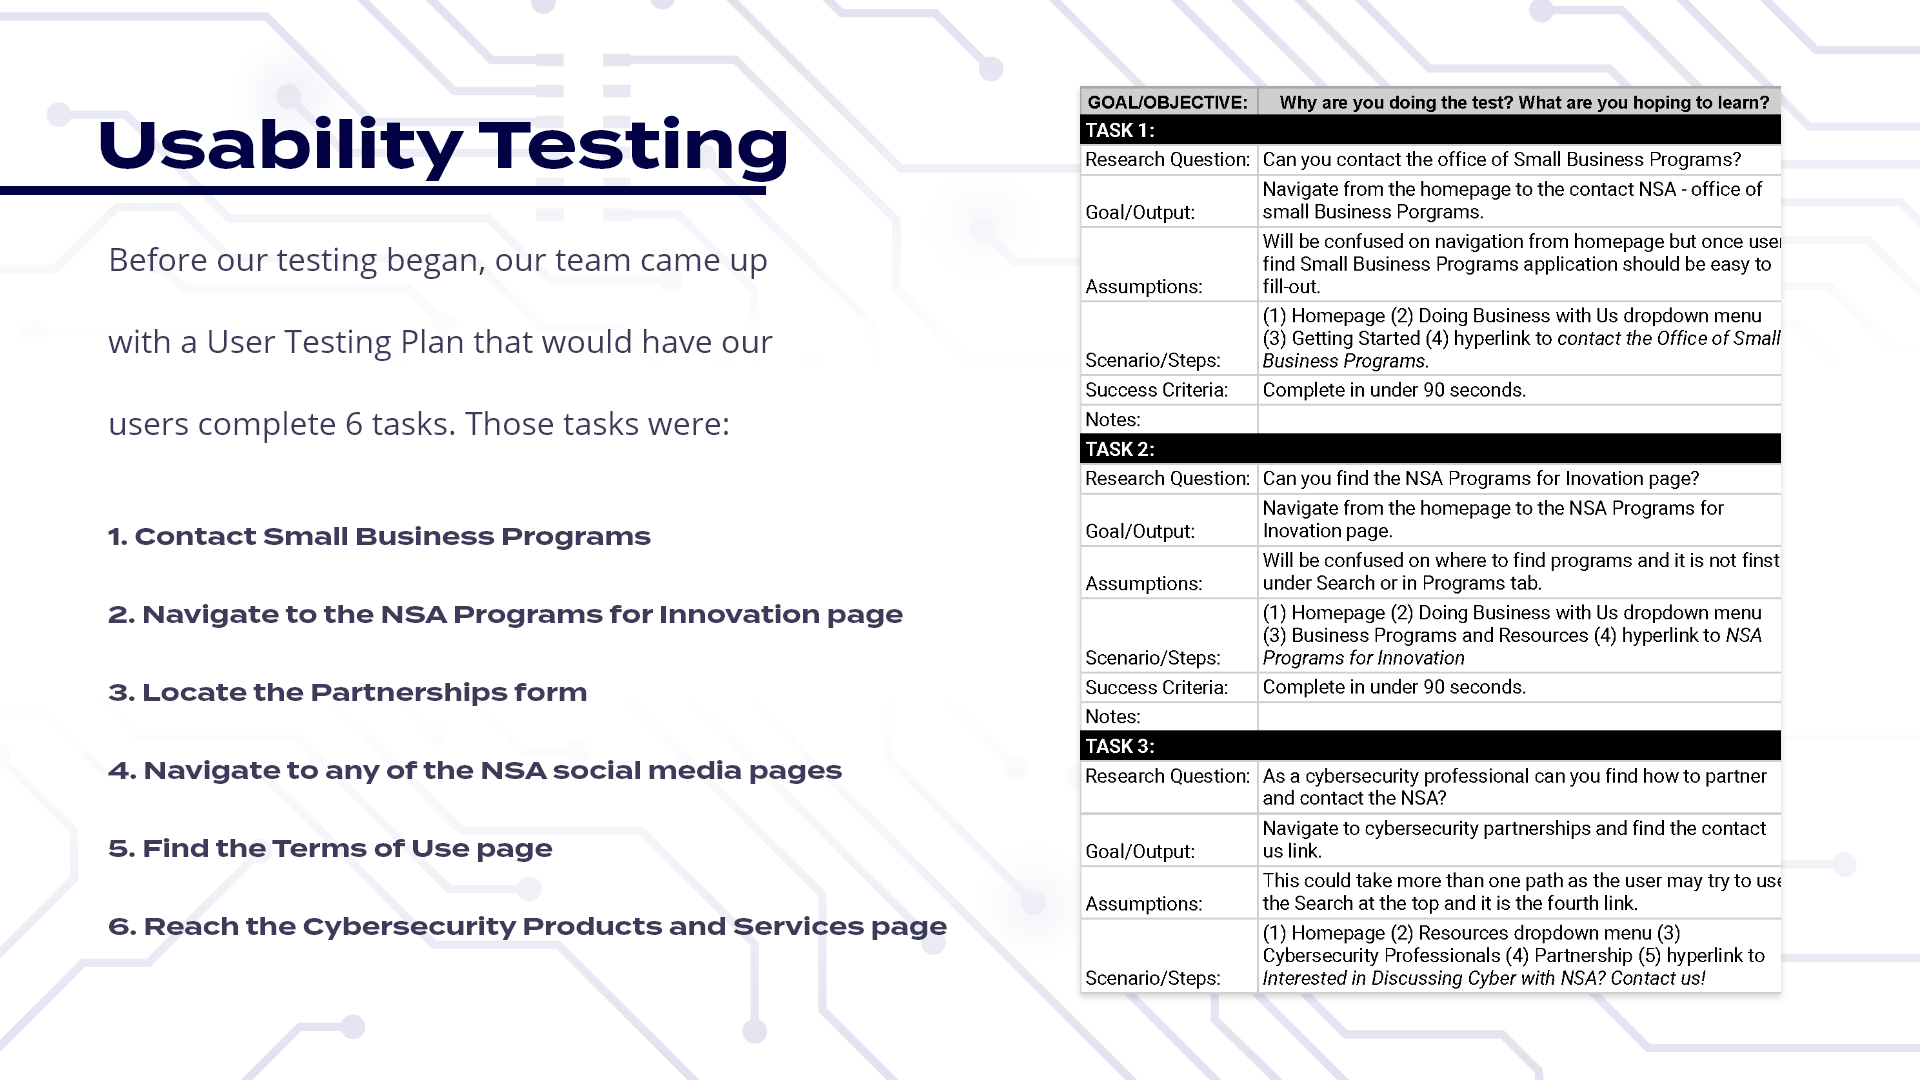 Usability Testing
Before our testing began, our team came up
with a User Testing Plan that would have our
users complete 6 tasks. Those tasks were:
1. Contact Small Business Programs
2. Navigate to the NSA Programs for Innovation page
3. Locate the Partnerships form
4. Navigate to any of the NSA social media pages
5. Find the Terms of Use page
6. Reach the Cybersecurity Products and Services page
GOAL/OBJECTIVE: Why are you doing the test? What are you hoping to learn?
TASK 1:
Research Question: Can you contact the office of Small Business Programs?
Navigate from the homepage to the contact NSA - office of
Goal/Output: small Business Porgrams.
Will be confused on navigation from homepage but once user
find Small Business Programs application should be easy to
Assumptions: fill-out.
(1) Homepage (2) Doing Business with Us dropdown menu
(3) Getting Started (4) hyperlink to contact the Office of Small
Scenario/Steps: Business Programs.
Success Criteria: Complete in under 90 seconds.
Notes:
TASK 2:
Research Question: Can you find the NSA Programs for Inovation page?
Navigate from the homepage to the NSA Programs for
Goal/Output: Inovation page.
Will be confused on where to find programs and it is not finst
Assumptions: under Search or in Programs tab.
(1) Homepage (2) Doing Business with Us dropdown menu
(3) Business Programs and Resources (4) hyperlink to NSA
Scenario/Steps: Programs for Innovation
Success Criteria: Complete in under 90 seconds.
Notes:
TASK 3:
Research Question: As a cybersecurity professional can you find how to partner
and contact the NSA?
Navigate to cybersecurity partnerships and find the contact
Goal/Output: us link.
This could take more than one path as the user may try to use
Assumptions: the Search at the top and it is the fourth link.
(1) Homepage (2) Resources dropdown menu (3)
Cybersecurity Professionals (4) Partnership (5) hyperlink to
Scenario/Steps: Interested in Discussing Cyber with NSA? Contact us!